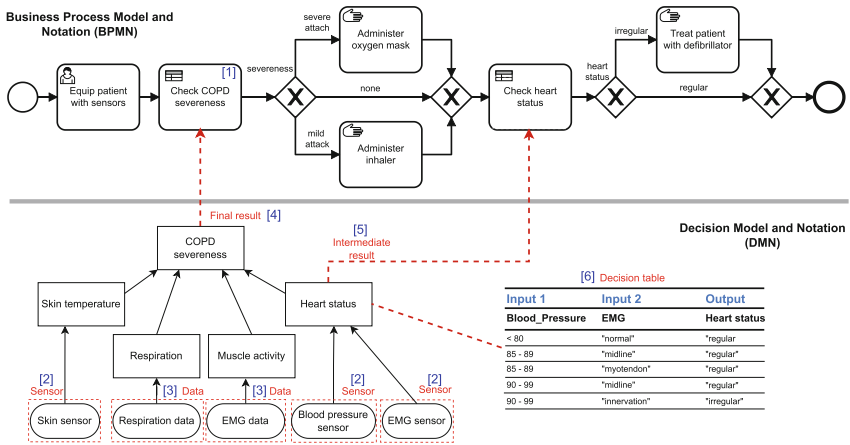 Business Process Model and
Notation (BPMN)
severe
attack
Administer
oxygen mask
irregular
Treat patient
with defibrillator
Equip patient
with sensors
[1]
Check COPD
severeness
severeness
X
none
X
Check heart
status
heart
status
X
regular
X
mild
attack
Administer
inhaler
Final result [4]
Decision Model and Notation
(DMN)
COPD
severeness
[5]
Intermediate
result
[6] Decision table
Skin temperature
Heart status
Input 1 Input 2 Output
Blood_Pressure EMG Heart status
< 80 "normal" "regular
85 - 89 "midline" "regular"
85 - 89 "myotendon" "regular"
90 - 99 "midline" "regular"
90 - 99 "innervation" "irregular"
Respiration
Muscle activity
[2]
Sensor
[3] Data
[3] Data
[2]
Sensor
[2]
Sensor
Skin sensor
Respiration data
EMG data
Blood pressure
sensor
EMG sensor